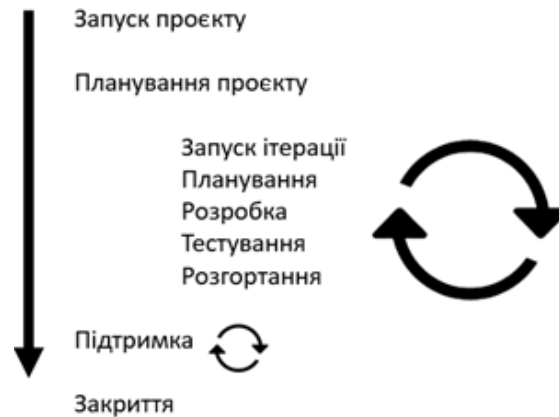 Запуск проєкту
Планування проєкту
Запуск ітерації
Планування
Розробка
Тестування
Розгортання
Підтримка
Закриття